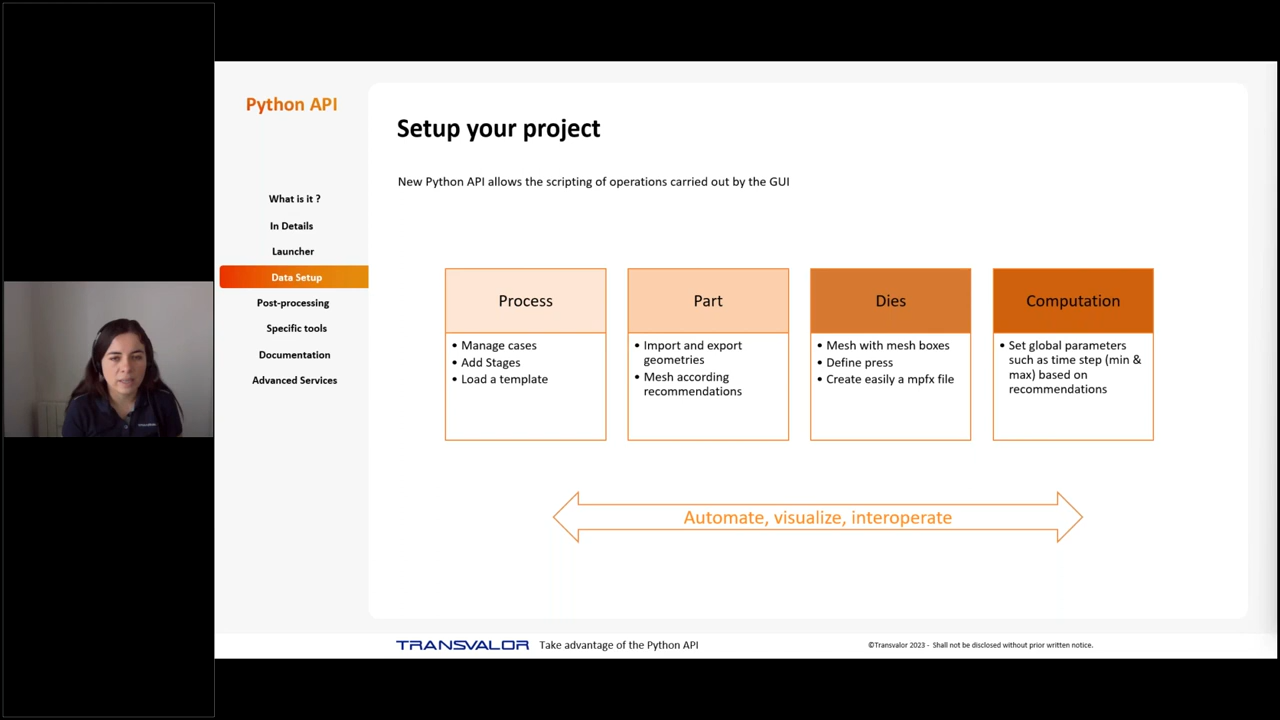 Python API
What is it ?
In Details
Launcher
Data Setup
Post-processing
Specific tools
Documentation
Advanced Services
Setup your project
New Python API allows the scripting of operations carried out by the GUI
Process
• Manage cases
• Add Stages
• Load a template
Part
• Import and export
geometries
• Mesh according
recommendations
Dies
• Mesh with mesh boxes
• Define press
• Create easily a mpfx file
Computation
• Set global parameters
such as time step (min &
max) based on
recommendations
Automate, visualize, interoperate
TRANSVALOR Take advantage of the Python API
©Transvalor 2023 - Shall not be disclosed without prior written notice.